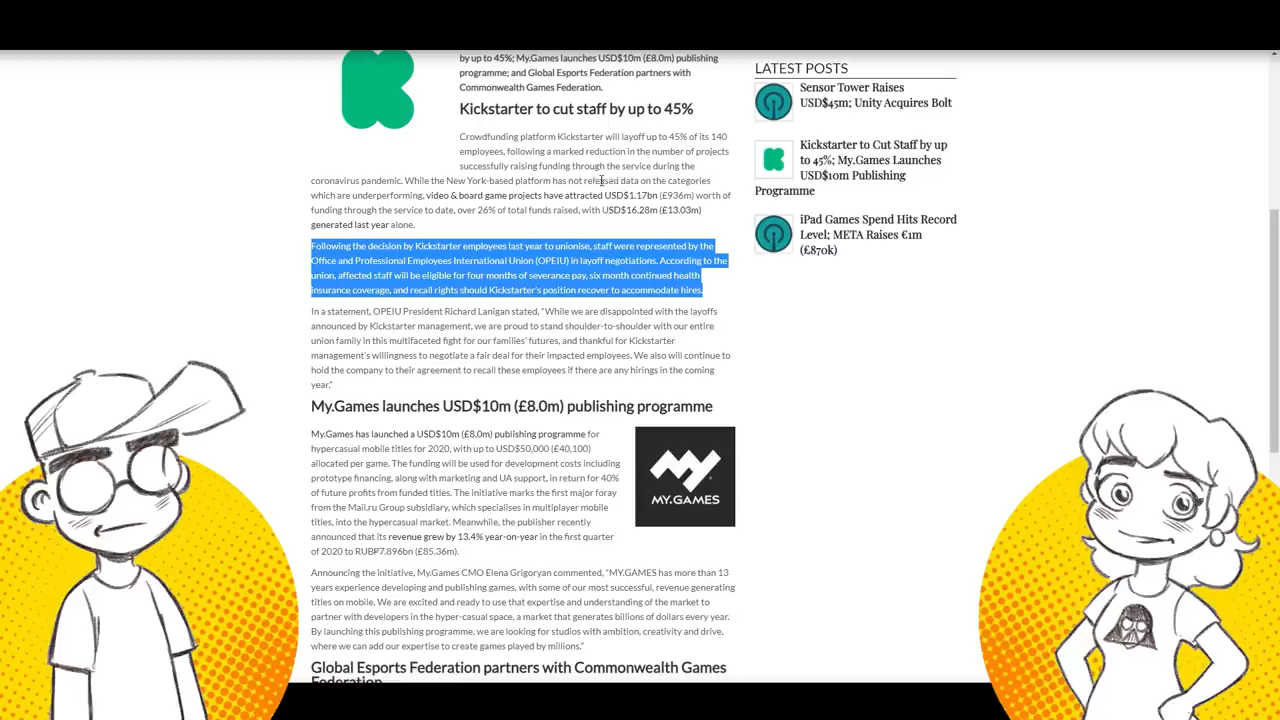 by up to 45%; My.Games launches USD$10m (£8.0m) publishing
programme; and Global Esports Federation partners with
Commonwealth Games Federation.
Kickstarter to cut staff by up to 45%
Crowdfunding platform Kickstarter will layoff up to 45% of its 140
employees, following a marked reduction in the number of projects
successfully raising funding through the service during the
coronavirus pandemic. While the New York-based platform has not released data on the categories
which are underperforming, video & board game projects have attracted USD$1.17bn (£936m) worth of
funding through the service to date, over 26% of total funds raised, with USD$16.28m (£13.03m)
generated last year alone.
Following the decision by Kickstarter employees last year to unionise, staff were represented by the
Office and Professional Employees International Union (OPEIU) in layoff negotiations. According to the
union, affected staff will be eligible for four months of severance pay, six month continued health
insurance coverage, and recall rights should Kickstarter's position recover to accommodate hires.
In a statement, OPEIU President Richard Lanigan stated, "While we are disappointed with the layoffs
announced by Kickstarter management, we are proud to stand shoulder-to-shoulder with our entire
union family in this multifaceted fight for our families' futures, and thankful for Kickstarter
management's willingness to negotiate a fair deal for their impacted employees. We also will continue to
hold the company to their agreement to recall these employees if there are any hirings in the coming
year."
My.Games launches USD$10m (£8.0m) publishing programme
My.Games has launched a USD$10m (£8.0m) publishing programme for
hypercasual mobile titles for 2020, with up to USD$50,000 (£40,100)
allocated per game. The funding will be used for development costs including
prototype financing, along with marketing and UA support, in return for 40%
of future profits from funded titles. The initiative marks the first major foray
from the Mail.ru Group subsidiary, which specialises in multiplayer mobile
titles, into the hypercasual market. Meanwhile, the publisher recently
announced that its revenue grew by 13.4% year-on-year in the first quarter
of 2020 to RUB₽7.896bn (£85.36m).
MY.GAMES
Announcing the initiative, My.Games CMO Elena Grigoryan commented, "MY.GAMES has more than 13
years experience developing and publishing games, with some of our most successful, revenue generating
titles on mobile. We are excited and ready to use that expertise and understanding of the market to
partner with developers in the hyper-casual space, a market that generates billions of dollars every year.
By launching this publishing programme, we are looking for studios with ambition, creativity and drive,
where we can add our expertise to create games played by millions."
Global Esports Federation partners with Commonwealth Games
Federation
LATEST POSTS
Sensor Tower Raises
USD$45m; Unity Acquires Bolt
Kickstarter to Cut Staff by up
to 45%; My.Games Launches
USD$10m Publishing
Programme
iPad Games Spend Hits Record
Level; META Raises €1m
(£870k)